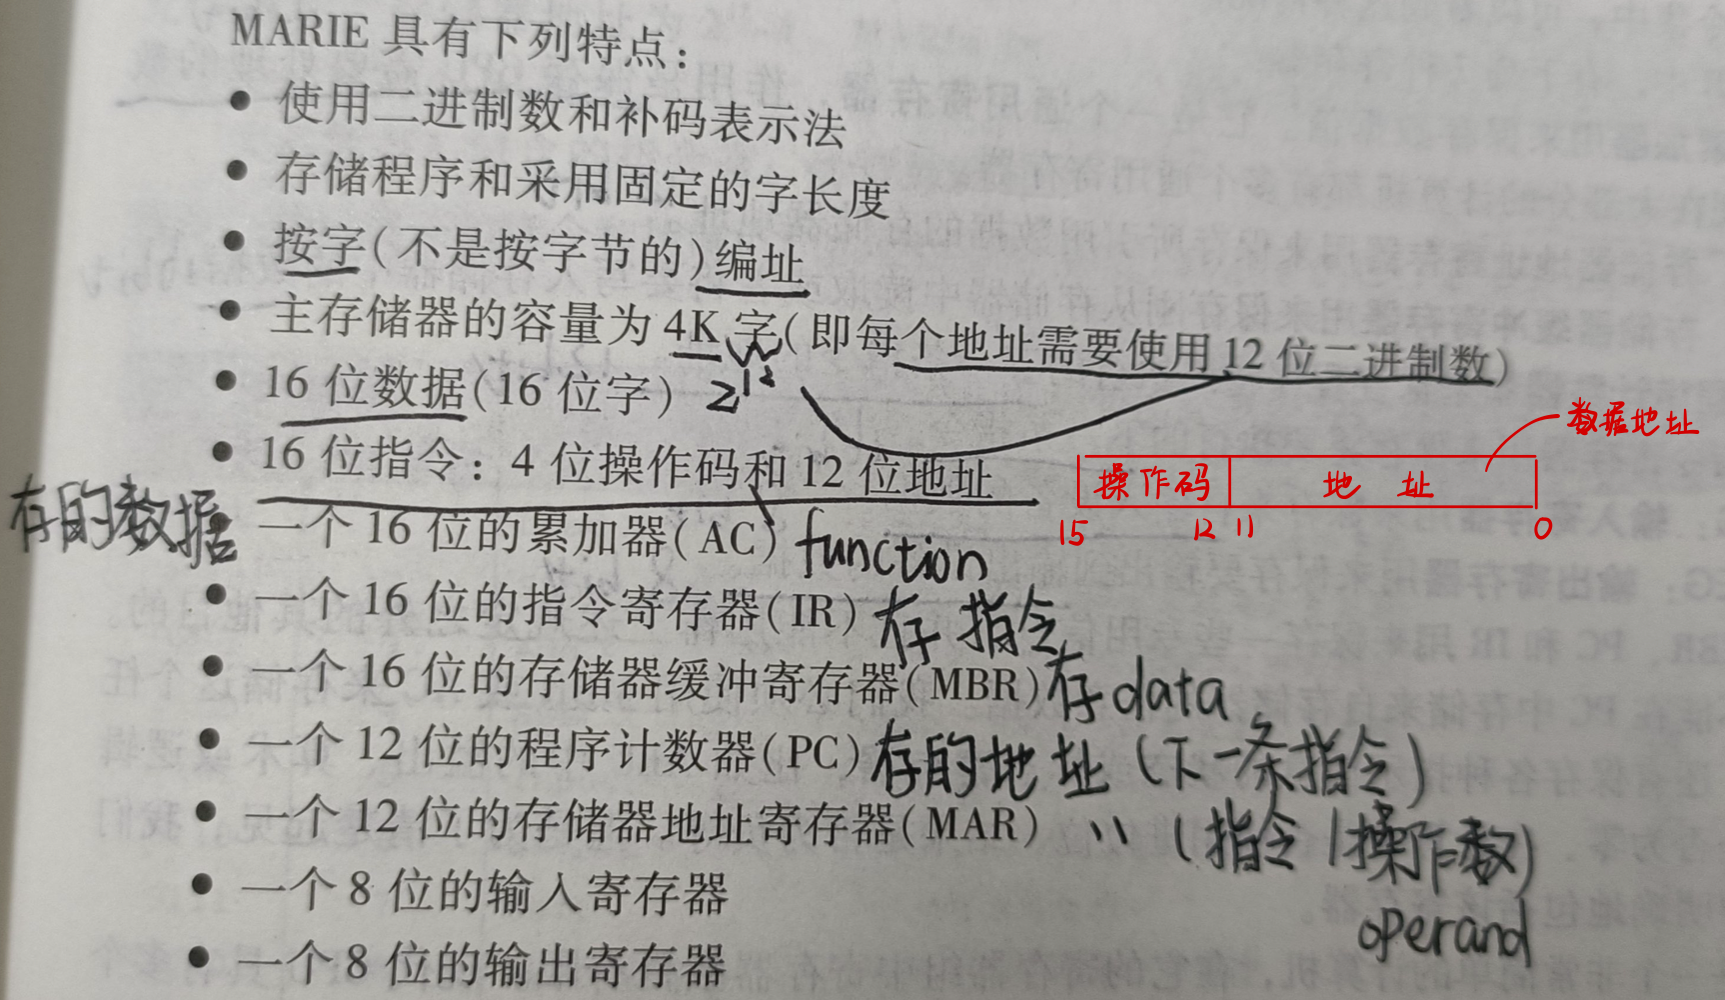 MARIE 具有下列特点：
● 使用二进制数和补码表示法
● 存储程序和采用固定的字长度
● 按字(不是按字节的)编址
● 主存储器的容量为 4K 字(即每个地址需要使用 12 位二进制数)
2^12
● 16 位数据(16 位字)
● 16 位指令：4 位操作码和 12 位地址
数据地址
操作码 地址
15 12 11 0
存的数据 一个 16 位的累加器(AC) function
● 一个 16 位的指令寄存器(IR) 存指令
● 一个 16 位的存储器缓冲寄存器(MBR) 存data
● 一个 12 位的程序计数器(PC) 存的地址（下一条指令）
● 一个 12 位的存储器地址寄存器(MAR) \\ （指令/操作数）
operand
● 一个 8 位的输入寄存器
● 一个 8 位的输出寄存器